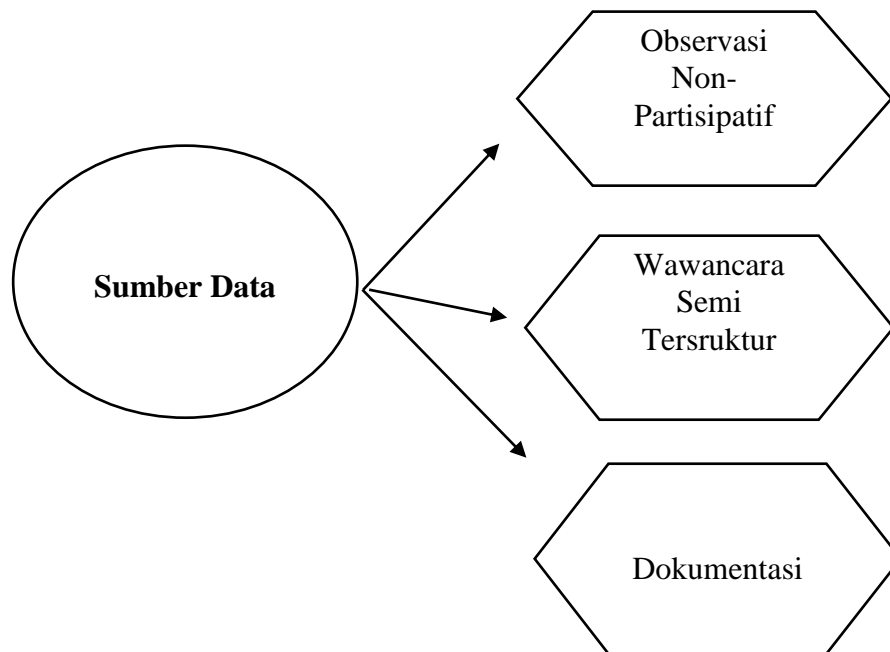 Observasi
Non-
Partisipatif
Sumber Data
Wawancara
Semi
Tersruktur
Dokumentasi